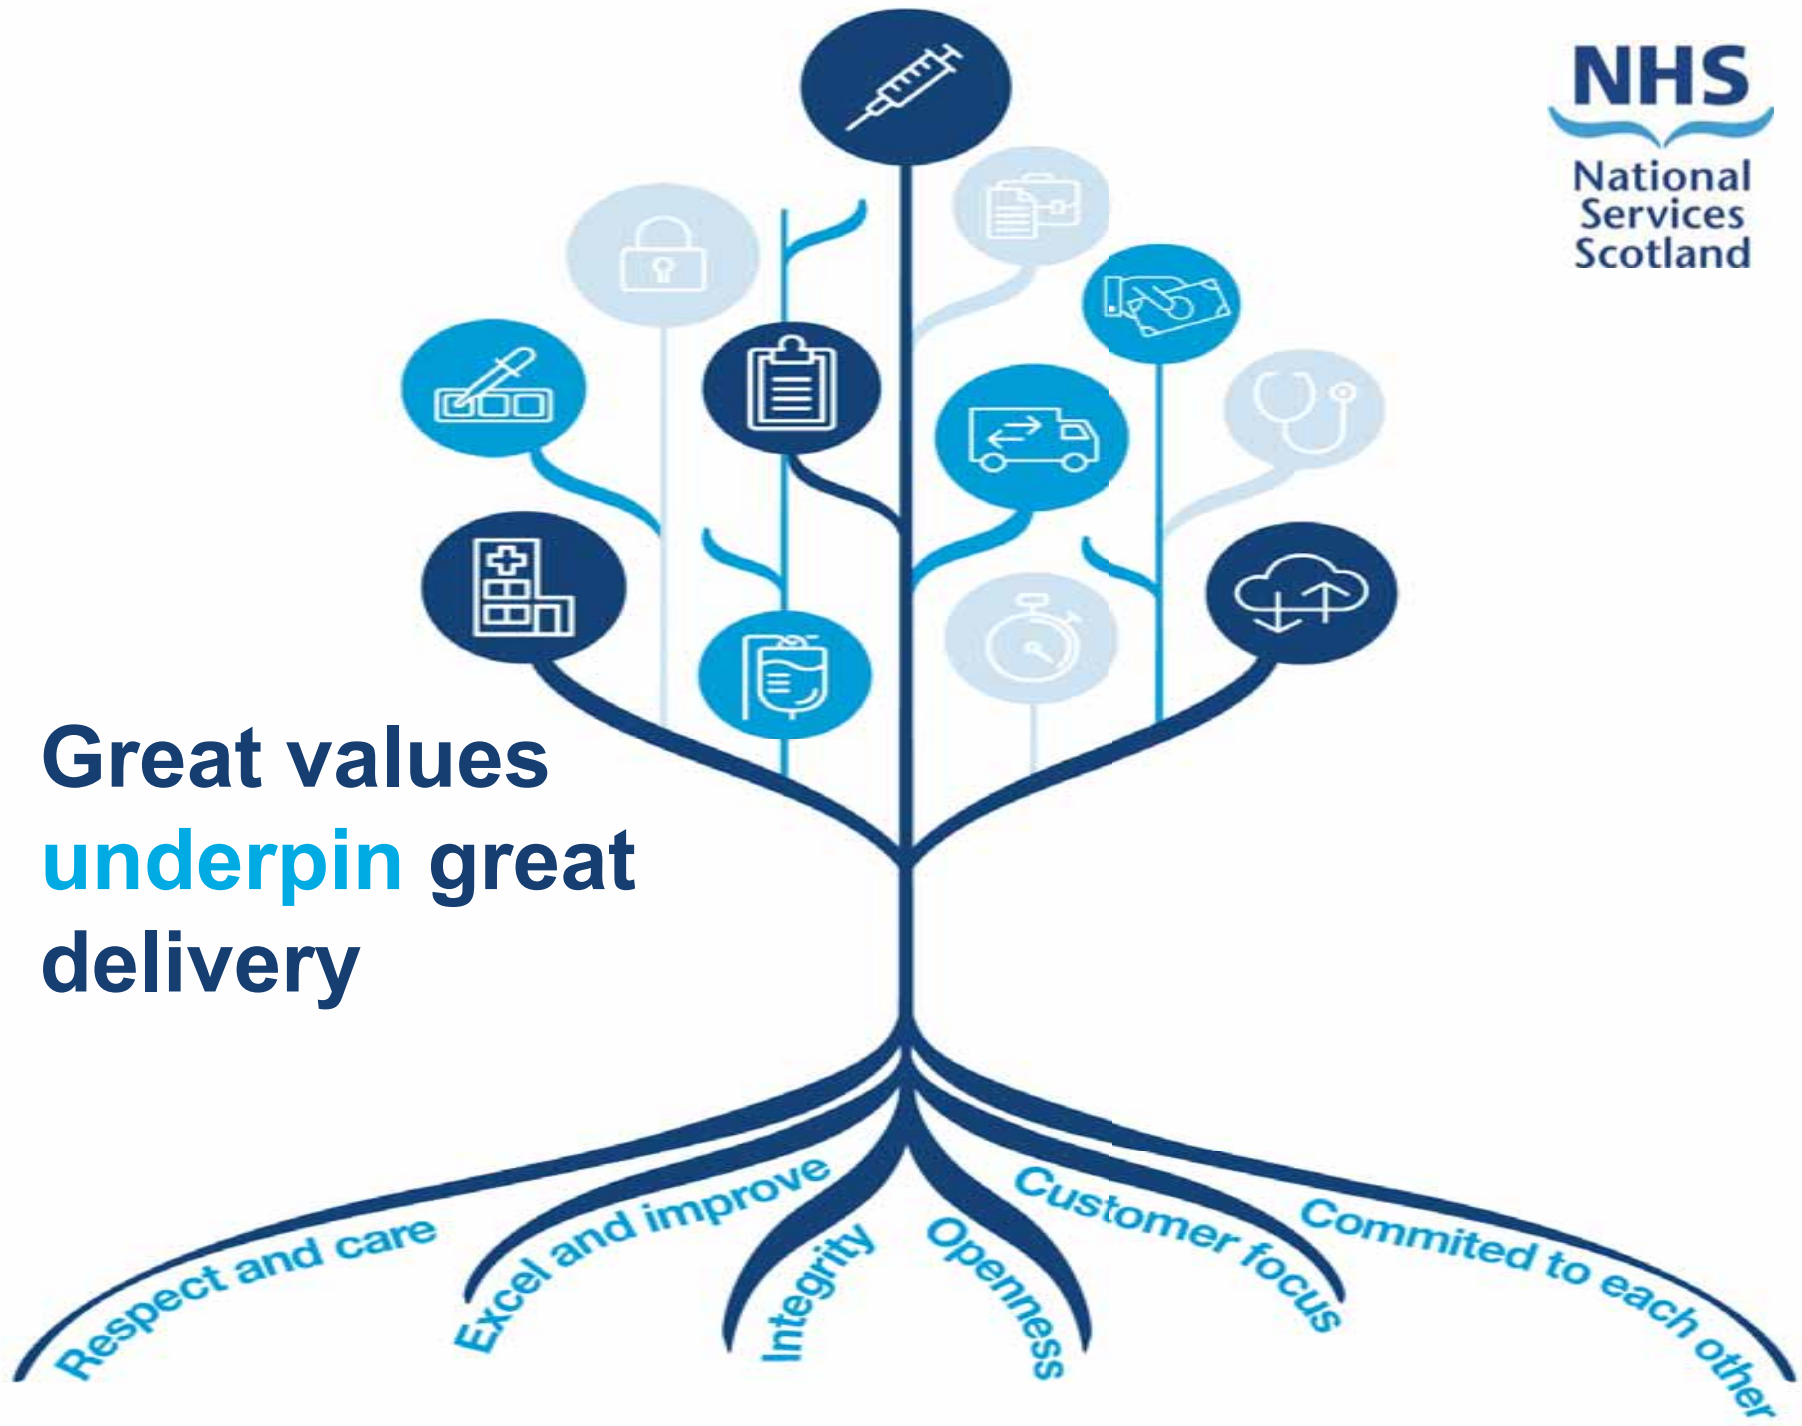 NHS
National
Services
Scotland
Great values
underpin great
delivery
Respect and care
Excel and improve
Integrity
Openness
Customer focus
Commited to each other